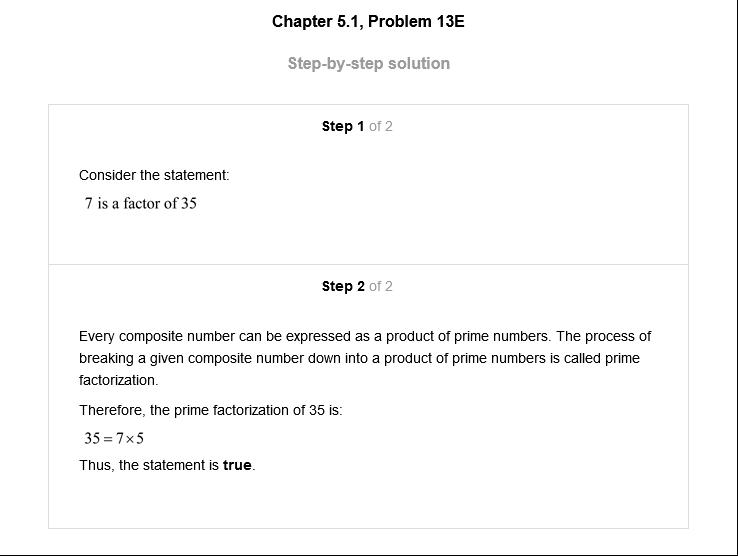 Chapter 5.1, Problem 13E
Step-by-step solution
Step 1 of 2
Consider the statement:
7 is a factor of 35
Step 2 of 2
Every composite number can be expressed as a product of prime numbers. The process of
breaking a given composite number down into a product of prime numbers is called prime
factorization.
Therefore, the prime factorization of 35 is:
35 = 7×5
Thus, the statement is true.